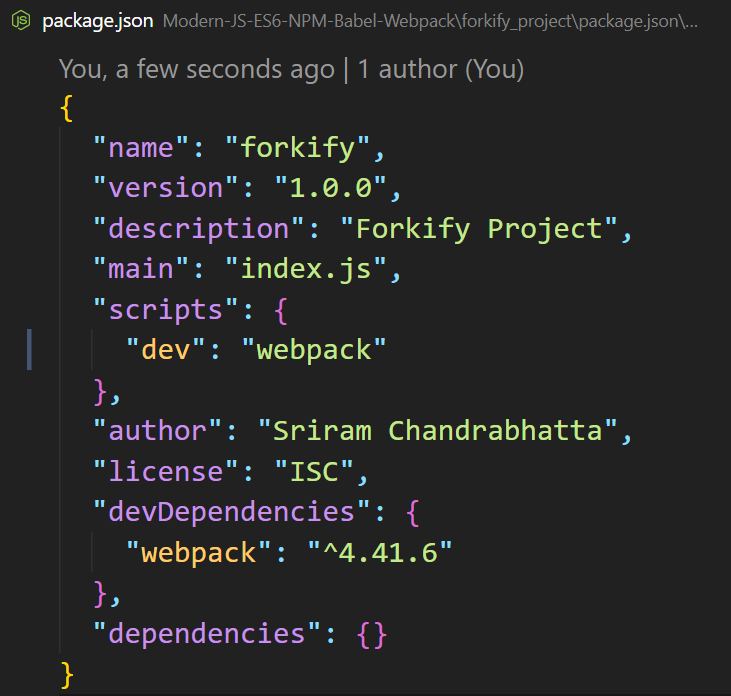 package.json Modern-JS-ES6-NPM-Babel-Webpack\forkify_project\package.json\...
You, a few seconds ago | 1 author (You)
{
  "name": "forkify",
  "version": "1.0.0",
  "description": "Forkify Project",
  "main": "index.js",
  "scripts": {
    "dev": "webpack"
  },
  "author": "Sriram Chandrabhatta",
  "license": "ISC",
  "devDependencies": {
    "webpack": "^4.41.6"
  },
  "dependencies": {}
}